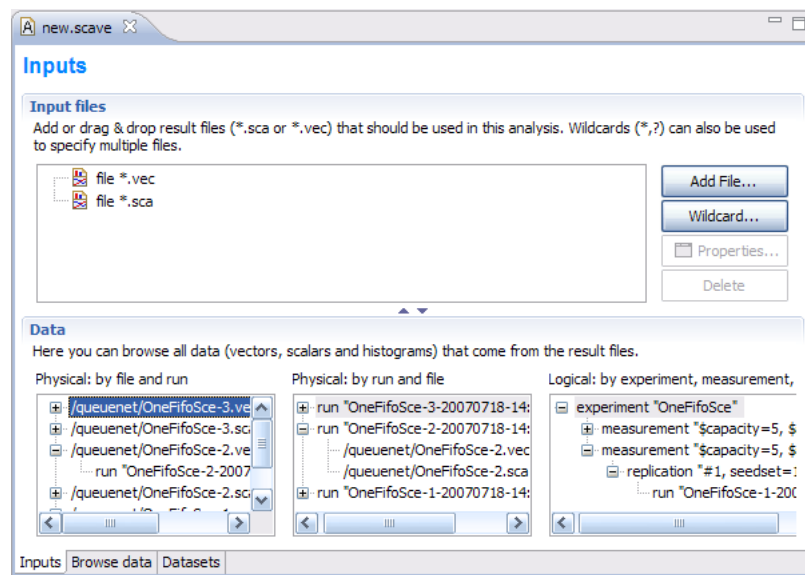 new.scave
Inputs
Input files
Add or drag & drop result files (*.sca or *.vec) that should be used in this analysis. Wildcards (*,?) can also be used
to specify multiple files.
file *.vec
file *.sca
Add File...
Wildcard...
Properties...
Delete
Data
Here you can browse all data (vectors, scalars and histograms) that come from the result files.
Physical: by file and run
/queuenet/OneFifoSce-3.ve
/queuenet/OneFifoSce-3.sc
/queuenet/OneFifoSce-2.ve
run "OneFifoSce-2-2007
/queuenet/OneFifoSce-2.sc
Physical: by run and file
run "OneFifoSce-3-20070718-14:
run "OneFifoSce-2-20070718-14:
/queuenet/OneFifoSce-2.vec
/queuenet/OneFifoSce-2.sca
run "OneFifoSce-1-20070718-14:
Logical: by experiment, measurement,
experiment "OneFifoSce"
measurement "$capacity=5, $
measurement "$capacity=5, $
replication "#1, seedset=1
run "OneFifoSce-1-200
Inputs
Browse data
Datasets